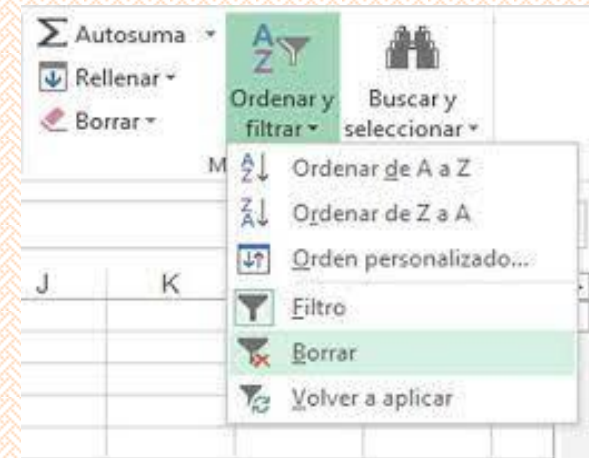 Autosuma
Rellenar
Borrar
Ordenar y
filtrar
Buscar y
seleccionar
M
Ordenar de A a Z
Ordenar de Z a A
Orden personalizado...
Filtro
Borrar
Volver a aplicar
J K